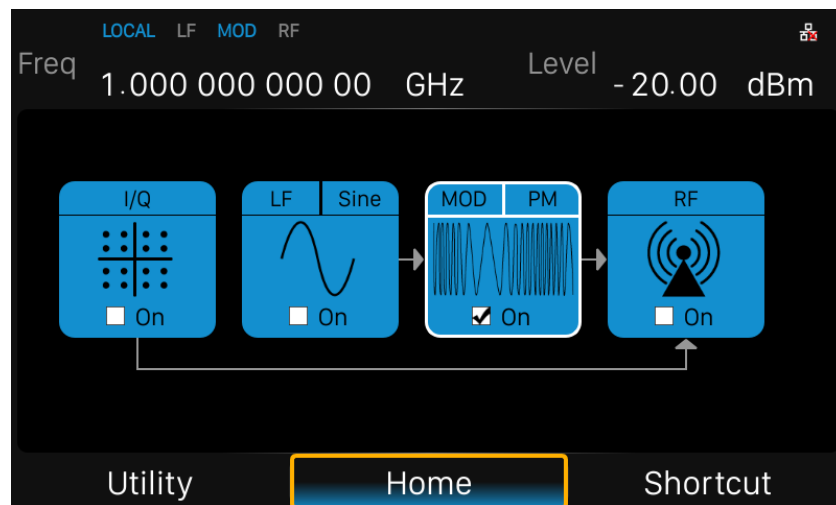 LOCAL LF MOD RF
Freq 1.000 000 000 00 GHz Level -20.00 dBm
I/Q LF Sine MOD PM RF
On On On On
Utility Home Shortcut